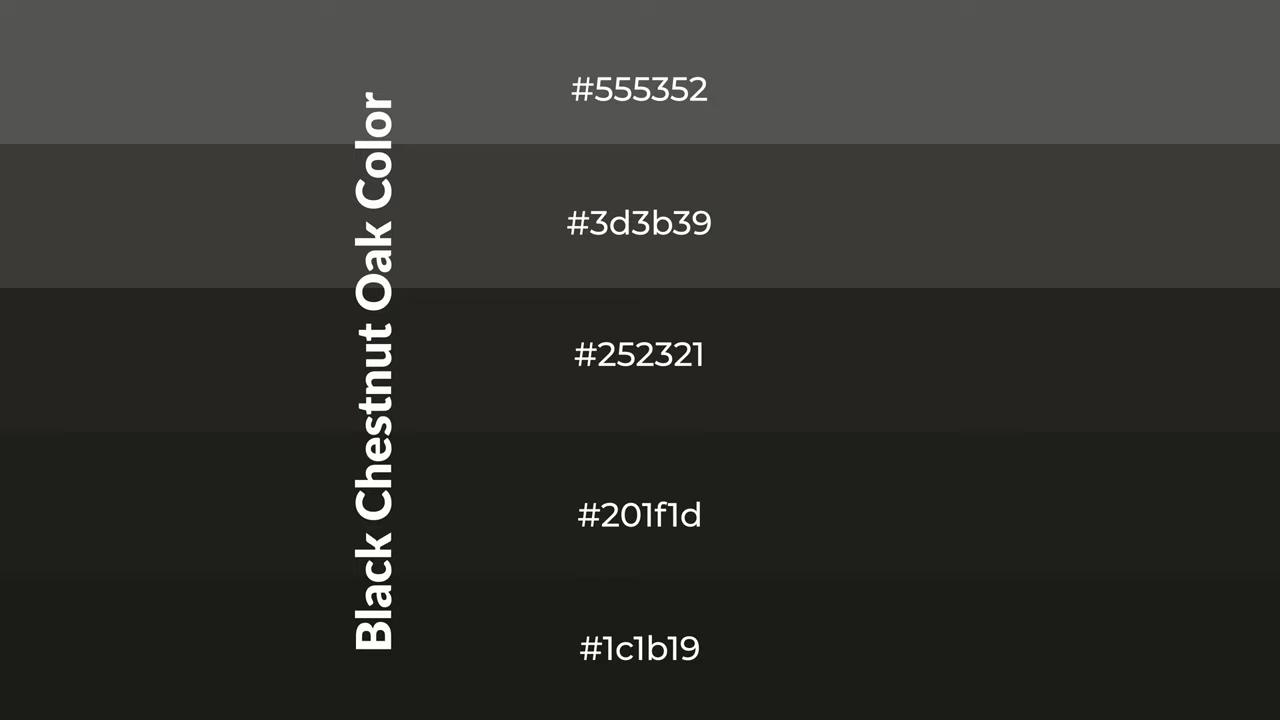 Black Chestnut Oak Color
#555352
#3d3b39
#252321
#201f1d
#1c1b19